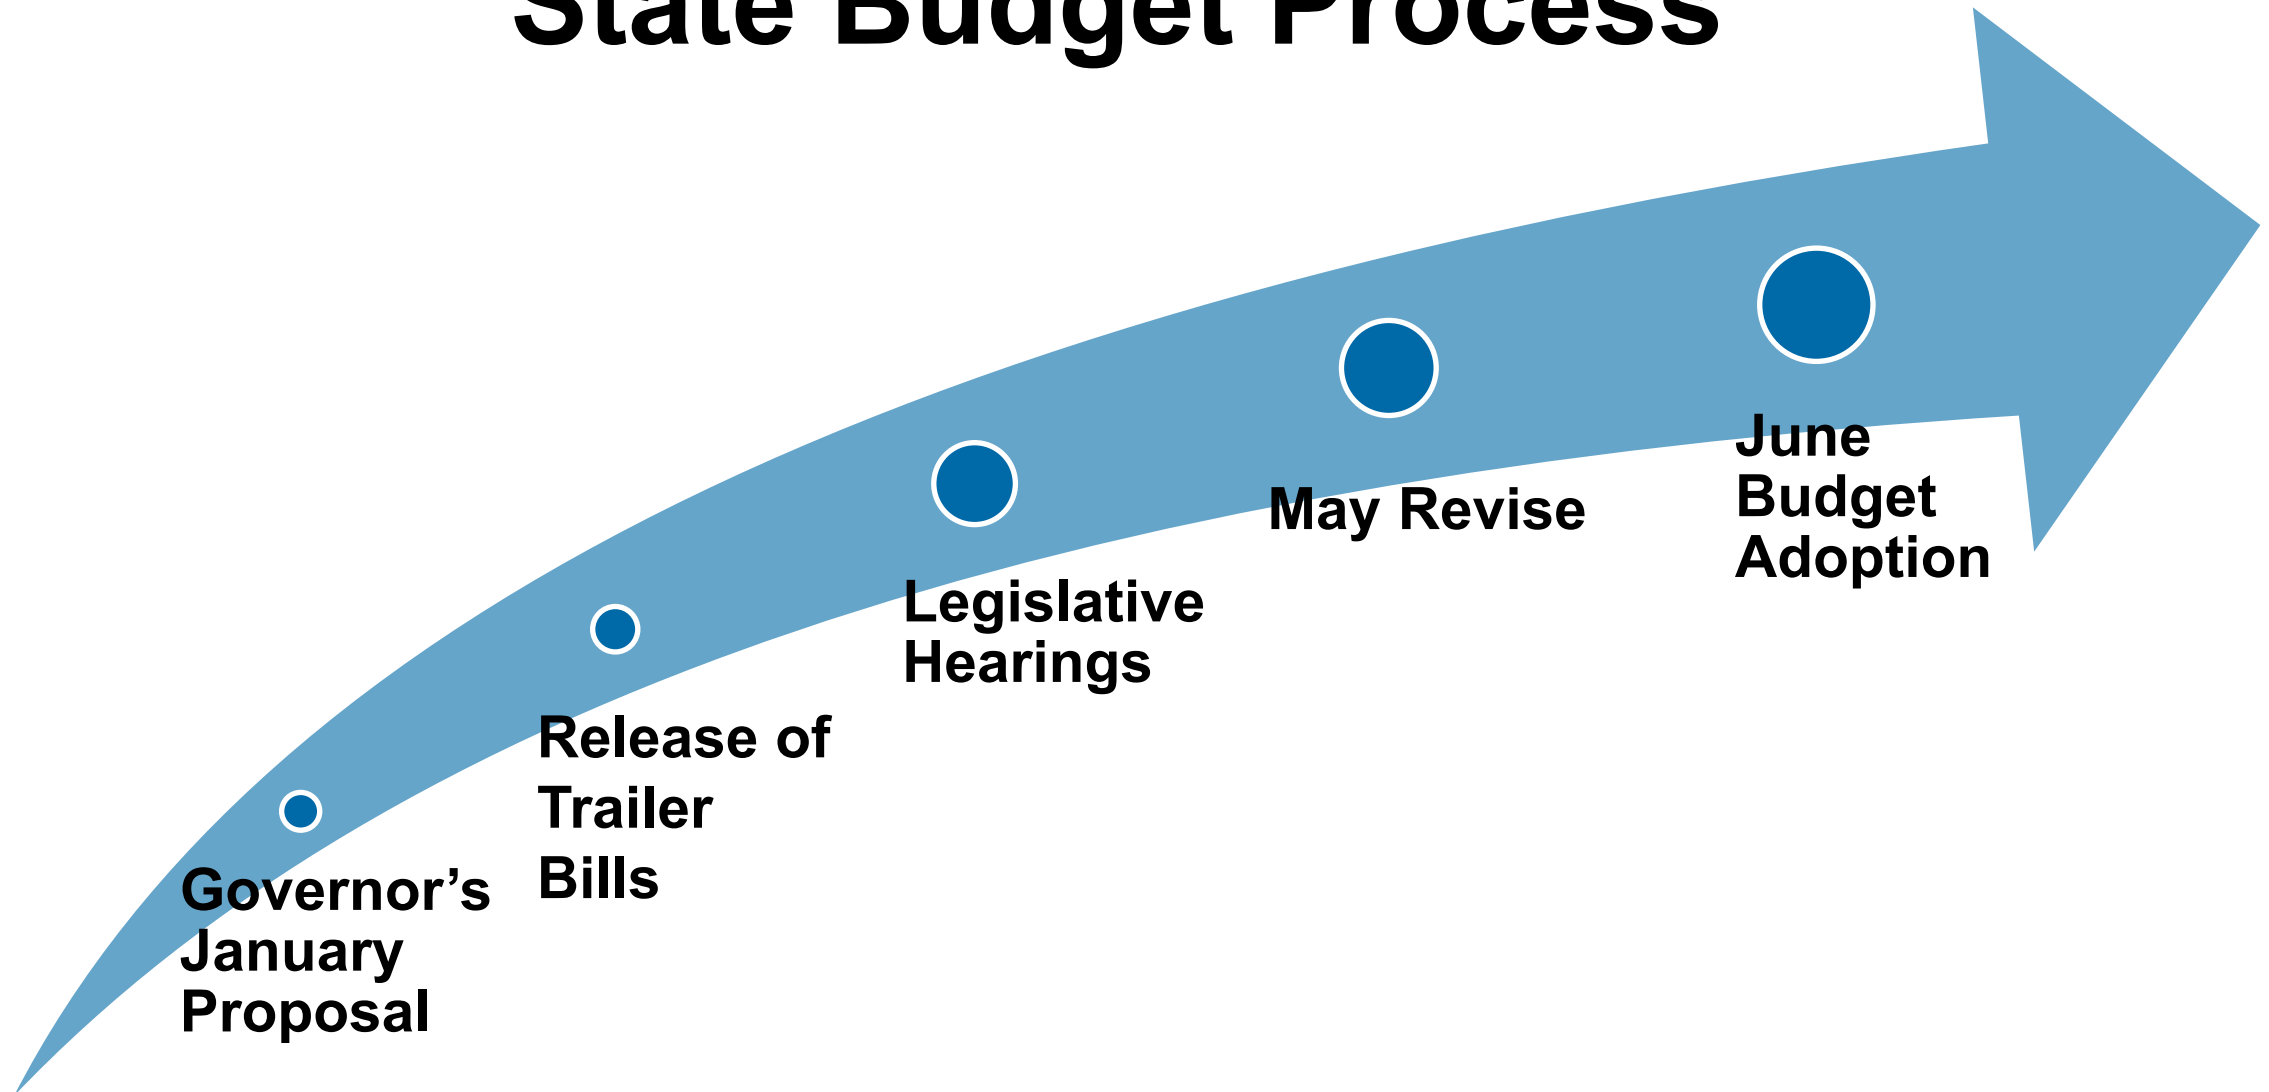 State Budget Process
Governor’s
January
Proposal
Release of
Trailer
Bills
Legislative
Hearings
May Revise
June
Budget
Adoption